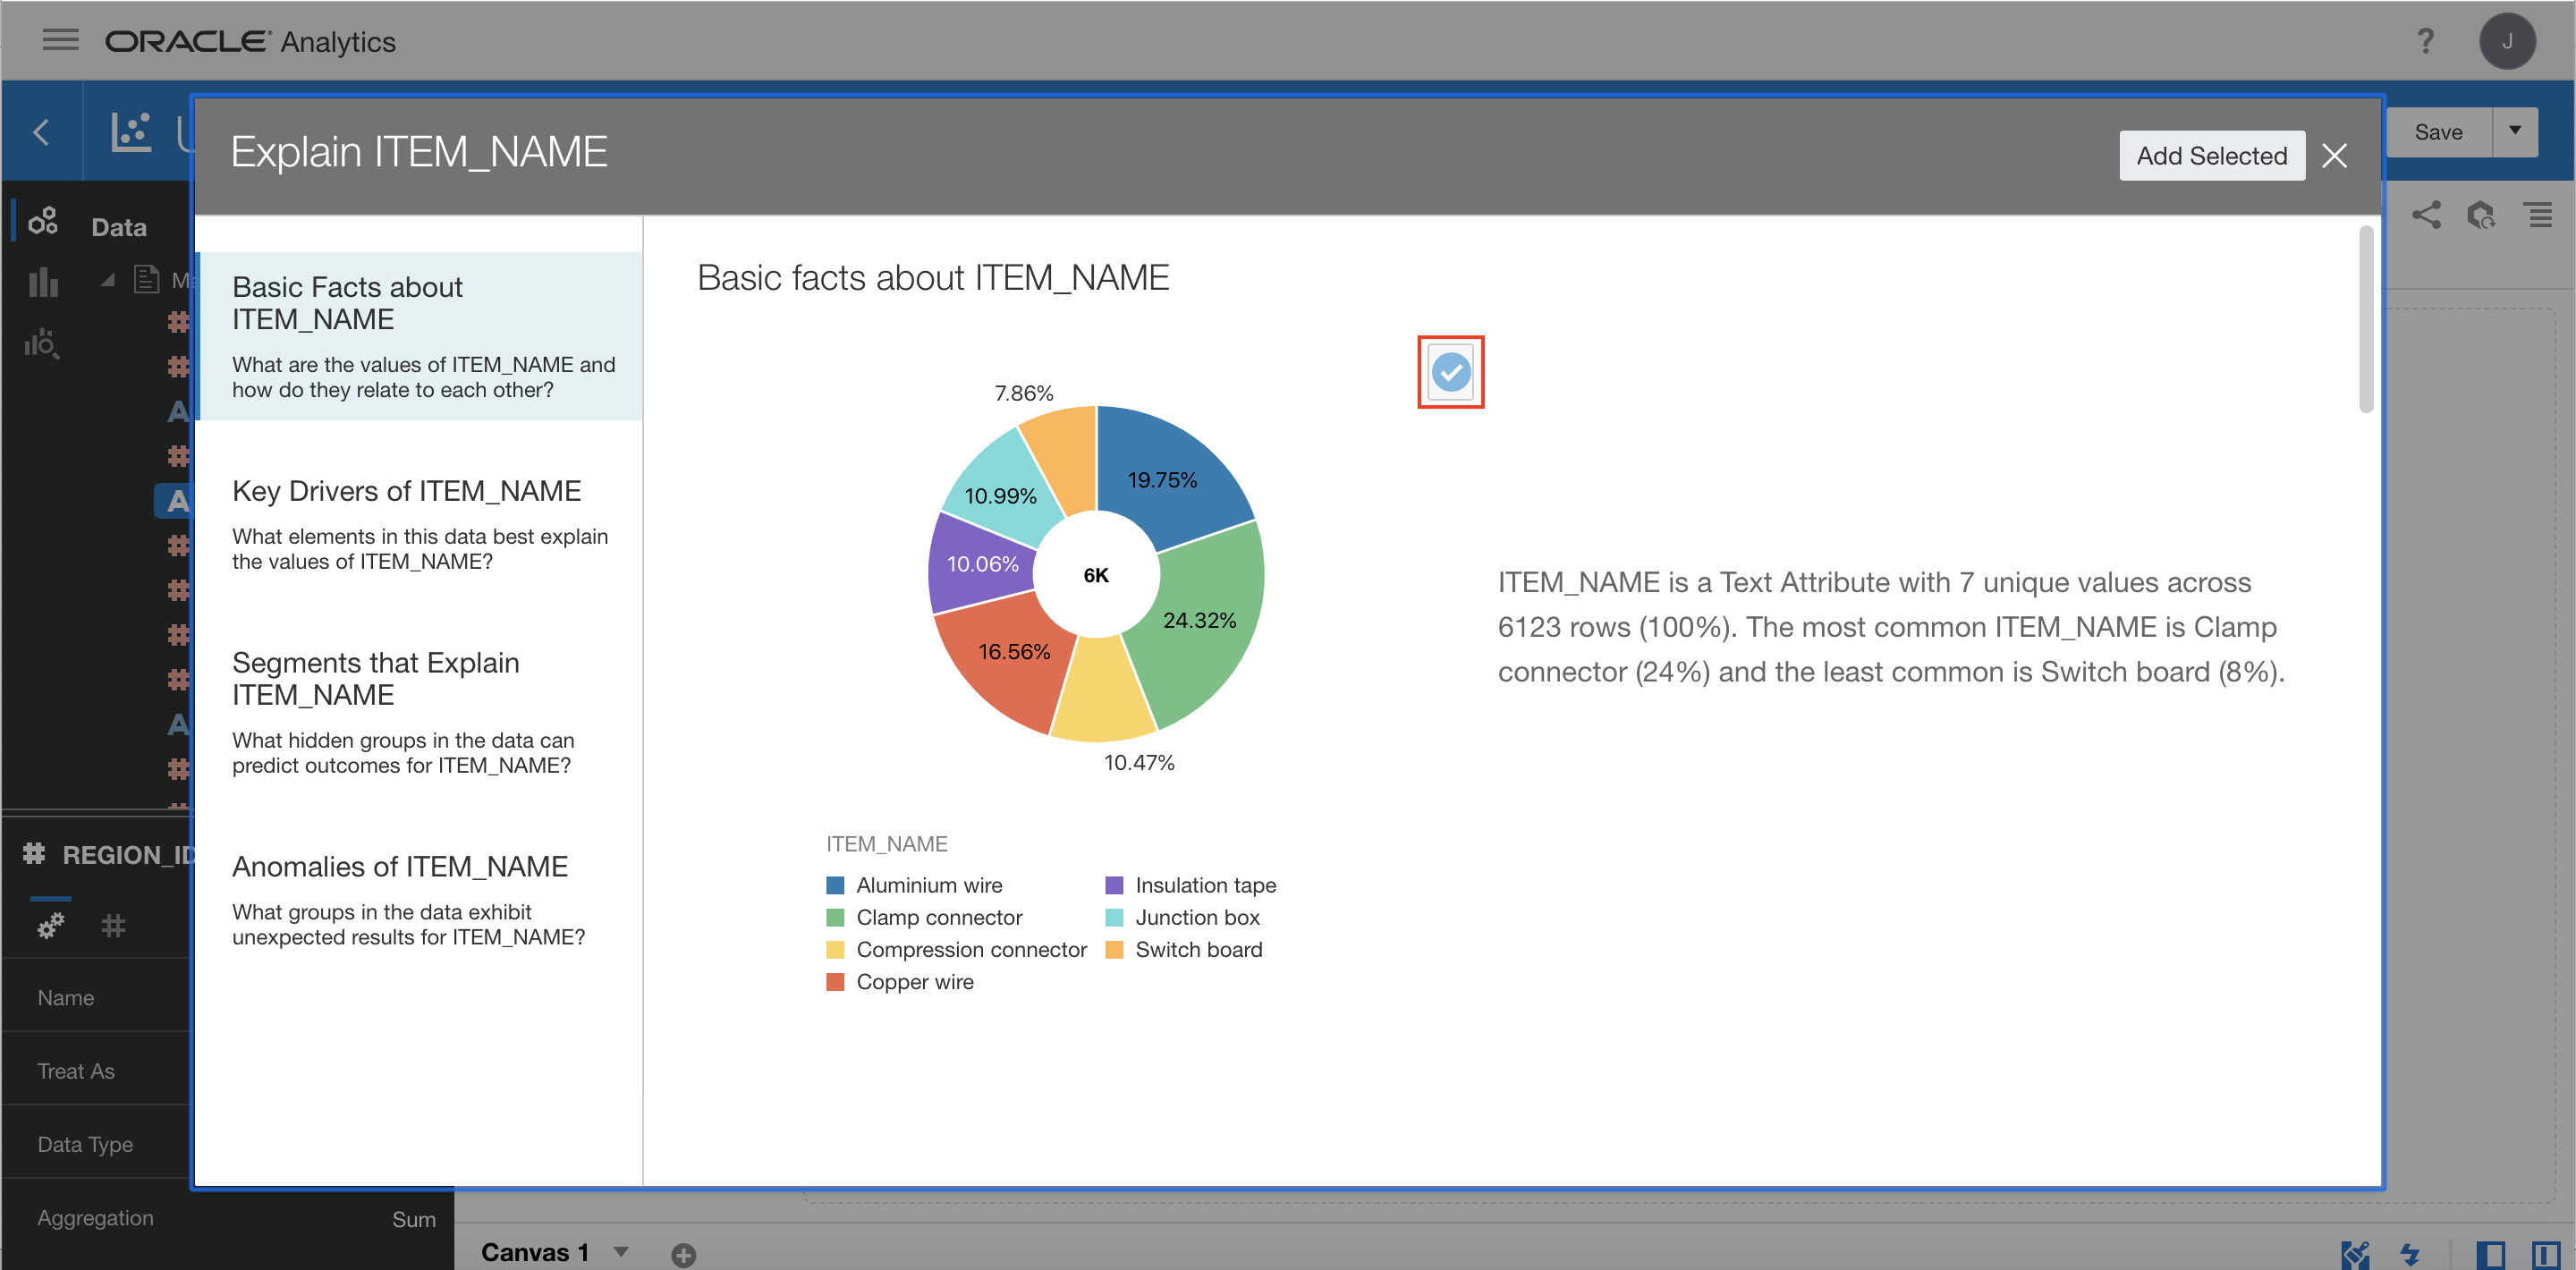 ORACLE Analytics
?
J
Explain ITEM_NAME
Add Selected
Save
Data
Basic Facts about
ITEM_NAME
What are the values of ITEM_NAME and
how do they relate to each other?
Key Drivers of ITEM_NAME
What elements in this data best explain
the values of ITEM_NAME?
Segments that Explain
ITEM_NAME
What hidden groups in the data can
predict outcomes for ITEM_NAME?
Anomalies of ITEM_NAME
What groups in the data exhibit
unexpected results for ITEM_NAME?
Basic facts about ITEM_NAME
7.86%
19.75%
10.99%
10.06%
6K
24.32%
16.56%
10.47%
ITEM_NAME is a Text Attribute with 7 unique values across
6123 rows (100%). The most common ITEM_NAME is Clamp
connector (24%) and the least common is Switch board (8%).
ITEM_NAME
Aluminium wire
Clamp connector
Compression connector
Copper wire
Insulation tape
Junction box
Switch board
# REGION_ID
Name
Treat As
Data Type
Aggregation Sum
Canvas 1